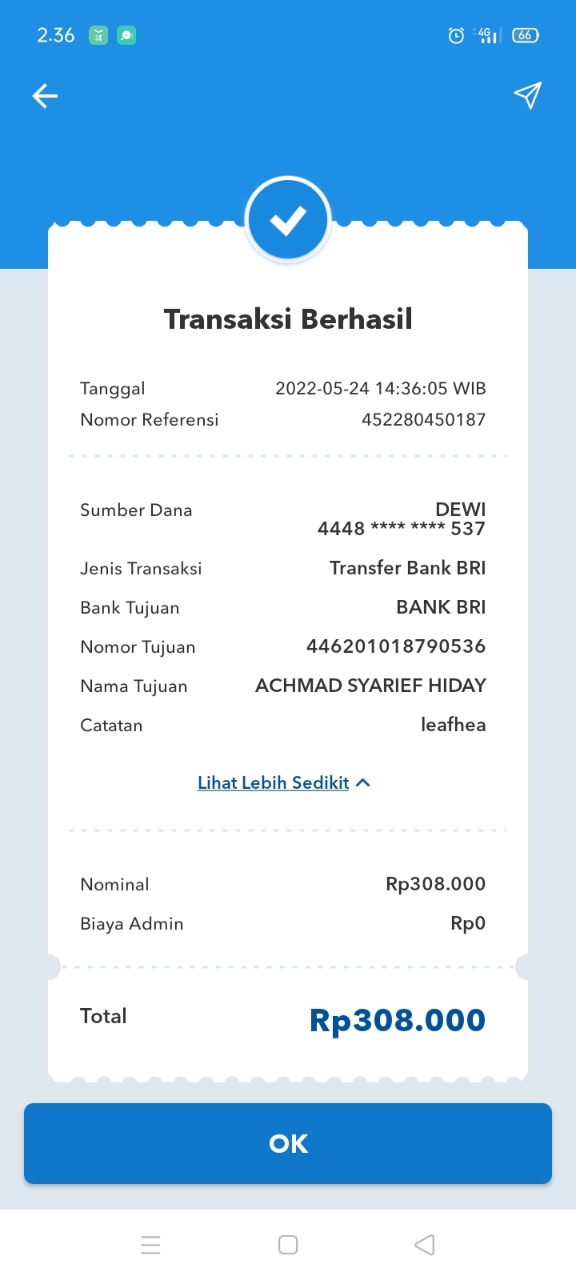 2.36 4G 66
Transaksi Berhasil
Tanggal 2022-05-24 14:36:05 WIB
Nomor Referensi 452280450187
Sumber Dana DEWI
4448 **** **** 537
Jenis Transaksi Transfer Bank BRI
Bank Tujuan BANK BRI
Nomor Tujuan 446201018790536
Nama Tujuan ACHMAD SYARIEF HIDAY
Catatan leafhea
Lihat Lebih Sedikit
Nominal Rp308.000
Biaya Admin Rp0
Total Rp308.000
OK